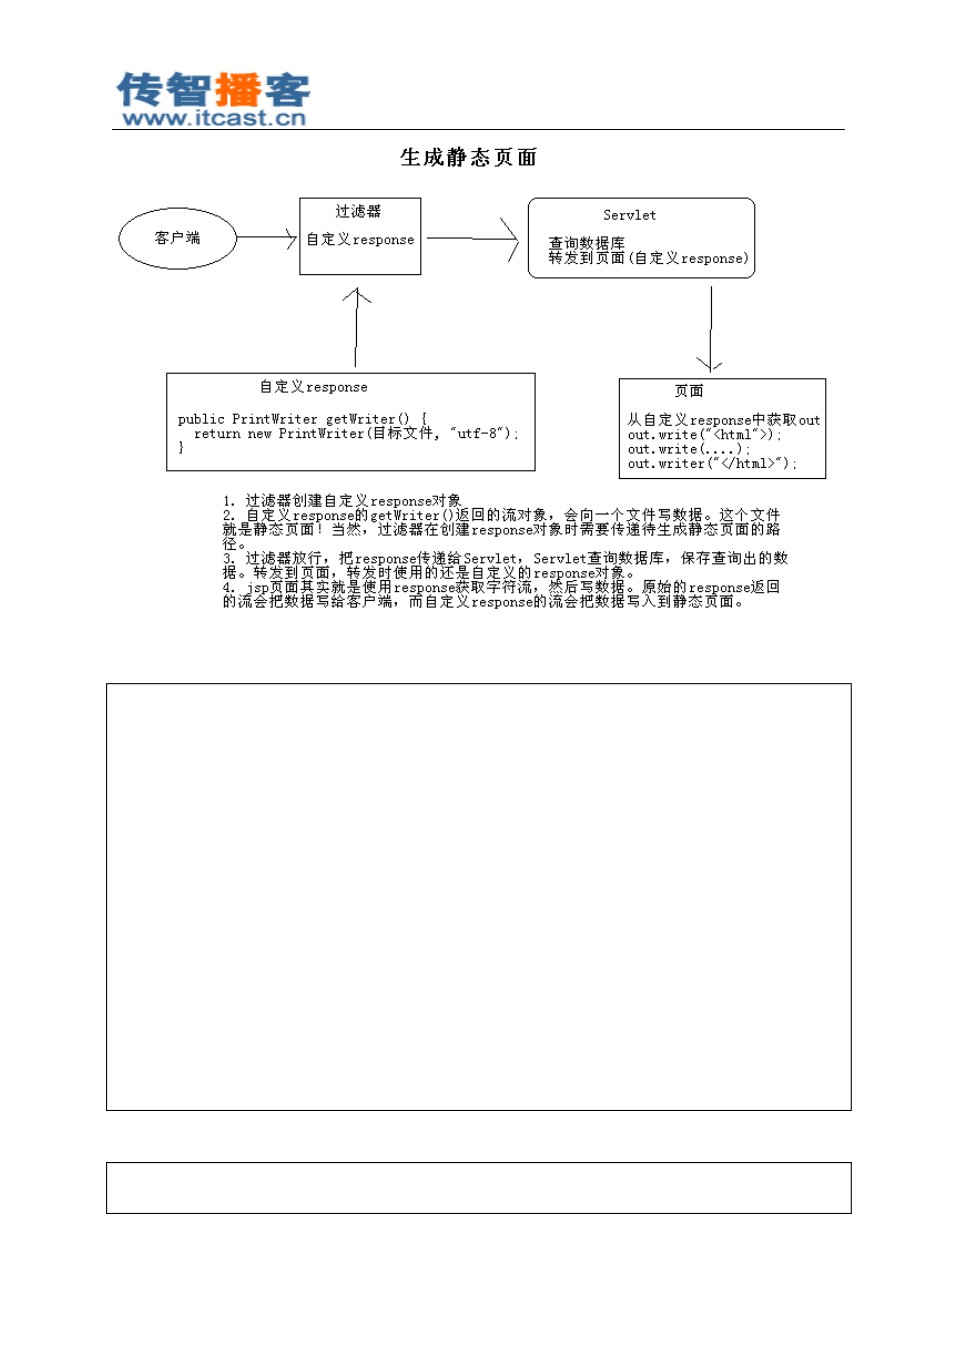 传智播客
www.itcast.cn
生成静态页面
客户端
过滤器
自定义response
Servlet
查询数据库
转发到页面(自定义response)
自定义response
public PrintWriter getWriter() {
return new PrintWriter(目标文件, "utf-8");
}
页面
从自定义response中获取out
out.write("<html">);
out.write(....);
out.writer("</html>");
1. 过滤器创建自定义response对象
2. 自定义response的getWriter()返回的流对象，会向一个文件写数据。这个文件
就是静态页面！当然，过滤器在创建response对象时需要传递待生成静态页面的路
径。
3. 过滤器放行，把response传递给Servlet，Servlet查询数据库，保存查询出的数
据。转发到页面，转发时使用的还是自定义的response对象。
4. jsp页面其实就是使用response获取字符流，然后写数据。原始的response返回
的流会把数据写给客户端，而自定义response的流会把数据写入到静态页面。